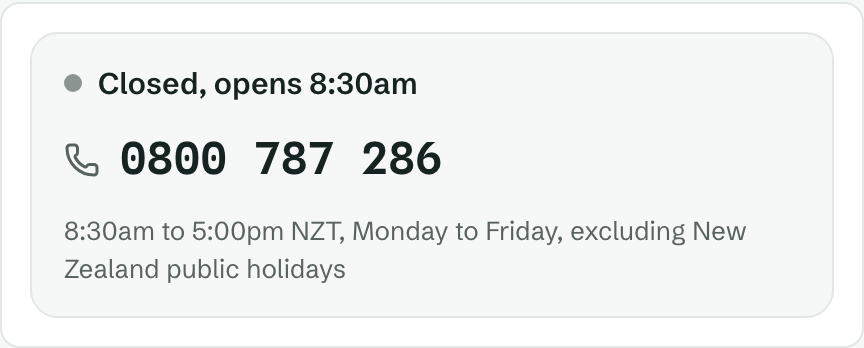 Closed, opens 8:30am
0800 787 286
8:30am to 5:00pm NZT, Monday to Friday, excluding New
Zealand public holidays